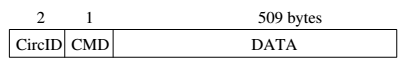 2 1 509 bytes
CircID CMD DATA